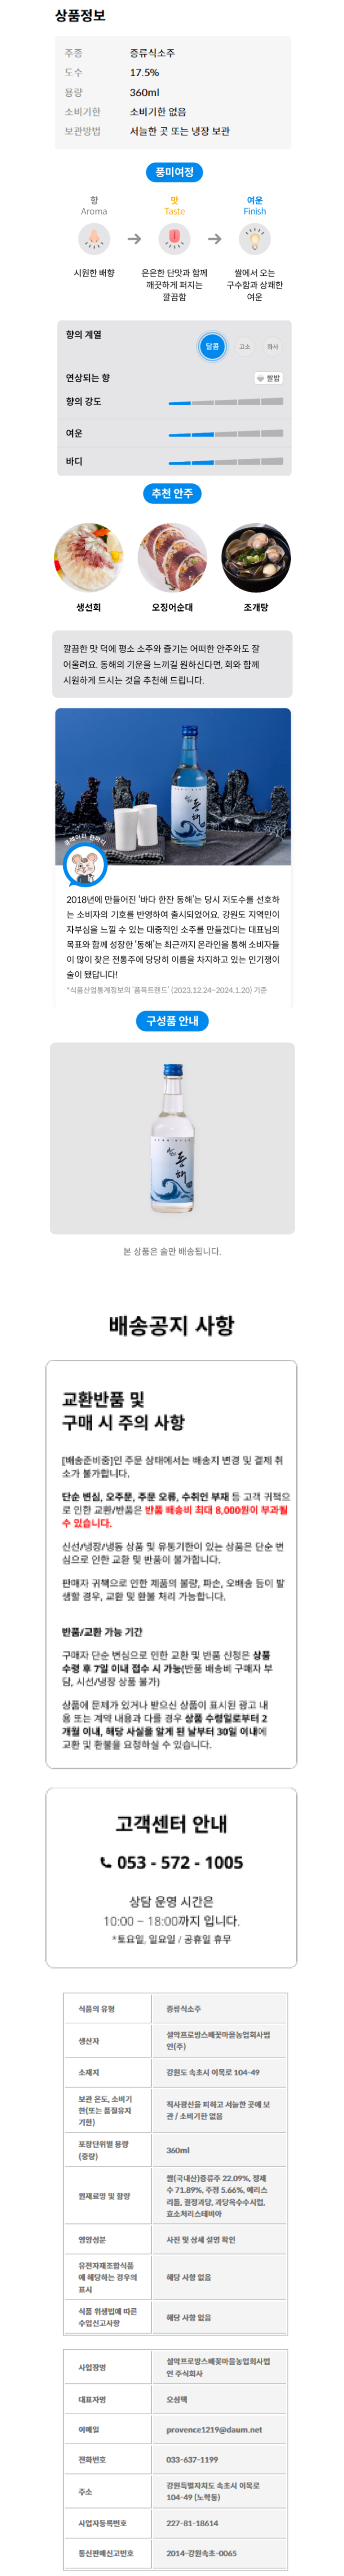 상품정보
주종 증류식소주
도수 17.5%
용량 360ml
소비기한 소비기한 없음
보관방법 서늘한 곳 또는 냉장 보관
풍미여정
향 맛 여운
Aroma Taste Finish
시원한 배향 은은한 단맛과 함께 쌀에서 오는
깨끗하게 퍼지는 구수함과 상쾌한
깔끔함 여운
향의 계열 달콤 고소 화사
연상되는 향 쌀밥
향의 강도
여운
바디
추천 안주
생선회 오징어순대 조개탕
깔끔한 맛 덕에 평소 소주와 즐기는 어떠한 안주와도 잘
어울려요. 동해의 기운을 느끼길 원하신다면, 회와 함께
시원하게 드시는 것을 추천해 드립니다.
동해
2018년에 만들어진 '바다 한잔 동해'는 당시 저도수를 선호하
는 소비자의 기호를 반영하여 출시되었어요. 강원도 지역민이
자부심을 느낄 수 있는 대중적인 소주를 만들겠다는 대표님의
목표와 함께 성장한 '동해'는 최근까지 온라인을 통해 소비자들
이 많이 찾은 전통주에 당당히 이름을 차지하고 있는 인기쟁이
술이 됐답니다!
*식품산업통계정보의 '품목트렌드' (2023.12.24~2024.1.20) 기준
구성품 안내
동해
본 상품은 술만 배송됩니다.
배송공지 사항
교환반품 및
구매 시 주의 사항
[배송준비중]인 주문 상태에서는 배송지 변경 및 결제 취
소가 불가합니다.
단순 변심, 오주문, 주문 오류, 수취인 부재 등 고객 귀책으
로 인한 교환/반품은 반품 배송비 최대 8,000원이 부과될
수 있습니다.
신선/냉장/냉동 상품 및 유통기한이 있는 상품은 단순 변
심으로 인한 교환 및 반품이 불가합니다.
판매자 귀책으로 인한 제품의 불량, 파손, 오배송 등이 발
생할 경우, 교환 및 환불 처리 가능합니다.
반품/교환 가능 기간
구매자 단순 변심으로 인한 교환 및 반품 신청은 상품
수령 후 7일 이내 접수 시 가능(반품 배송비 구매자 부
담, 시선/냉장 상품 불가)
상품에 문제가 있거나 받으신 상품이 표시된 광고 내
용 또는 계약 내용과 다를 경우 상품 수령일로부터 2
개월 이내, 해당 사실을 알게 된 날부터 30일 이내에
교환 및 환불을 요청하실 수 있습니다.
고객센터 안내
053 - 572 - 1005
상담 운영 시간은
10:00 ~ 18:00까지 입니다.
*토요일, 일요일 / 공휴일 휴무
식품의 유형 증류식소주
생산자 설악프로방스배꽃마을농업회사법
인(주)
소재지 강원도 속초시 이목로 104-49
보관 온도, 소비기
한(또는 품질유지
기한)
직사광선을 피하고 서늘한 곳에 보
관 / 소비기한 없음
포장단위별 용량
(중량)
360ml
원재료명 및 함량
쌀(국내산)증류주 22.09%, 정제
수 71.89%, 주정 5.66%, 에리스
리톨, 결정과당, 과당옥수수시럽,
효소처리스테비아
영양성분 사진 및 상세 설명 확인
유전자재조합식품
에 해당하는 경우의
표시
해당 사항 없음
식품 위생법에 따른
수입신고사항
해당 사항 없음
사업장명 설악프로방스배꽃마을농업회사법
인 주식회사
대표자명 오성택
이메일 provence1219@daum.net
전화번호 033-637-1199
주소 강원특별자치도 속초시 이목로
104-49 (노학동)
사업자등록번호 227-81-18614
통신판매신고번호 2014-강원속초-0065